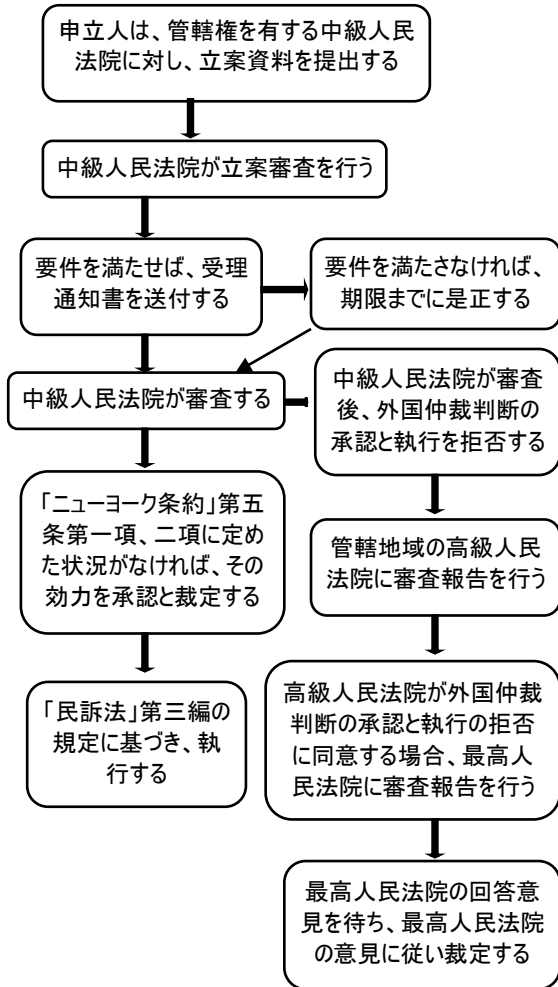 申立人は、管轄権を有する中級人民
法院に対し、立案資料を提出する
中級人民法院が立案審査を行う
要件を満たせば、受理
通知書を送付する
要件を満たさなければ、
期限までに是正する
中級人民法院が審査する
中級人民法院が審査
後、外国仲裁判断の
承認と執行を拒否する
「ニューヨーク条約」第五
条第一項、二項に定め
た状況がなければ、その
効力を承認と裁定する
管轄地域の高級人民
法院に審査報告を行う
「民訴法」第三編の
規定に基づき、執
行する
高級人民法院が外国仲裁
判断の承認と執行の拒否
に同意する場合、最高人
民法院に審査報告を行う
最高人民法院の回答意
見を待ち、最高人民法院
の意見に従い裁定する